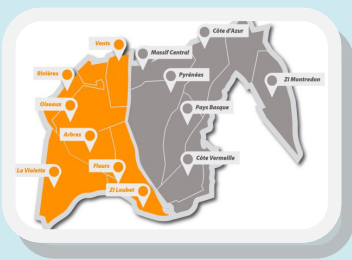 Côte d'Azur
Vents
Massif Central
Rivières
Pyrénées
ZI Montredon
Oiseaux
Pays Basque
Arbres
Côte Vermeille
Fleurs
La Violette
ZI Loubet